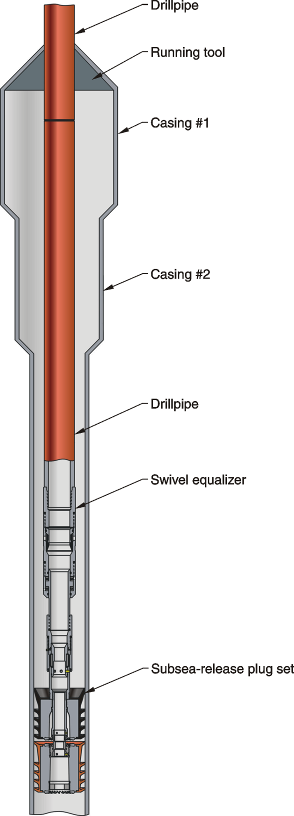 Drillpipe
Running tool
Casing #1
Casing #2
Drillpipe
Swivel equalizer
Subsea-release plug set